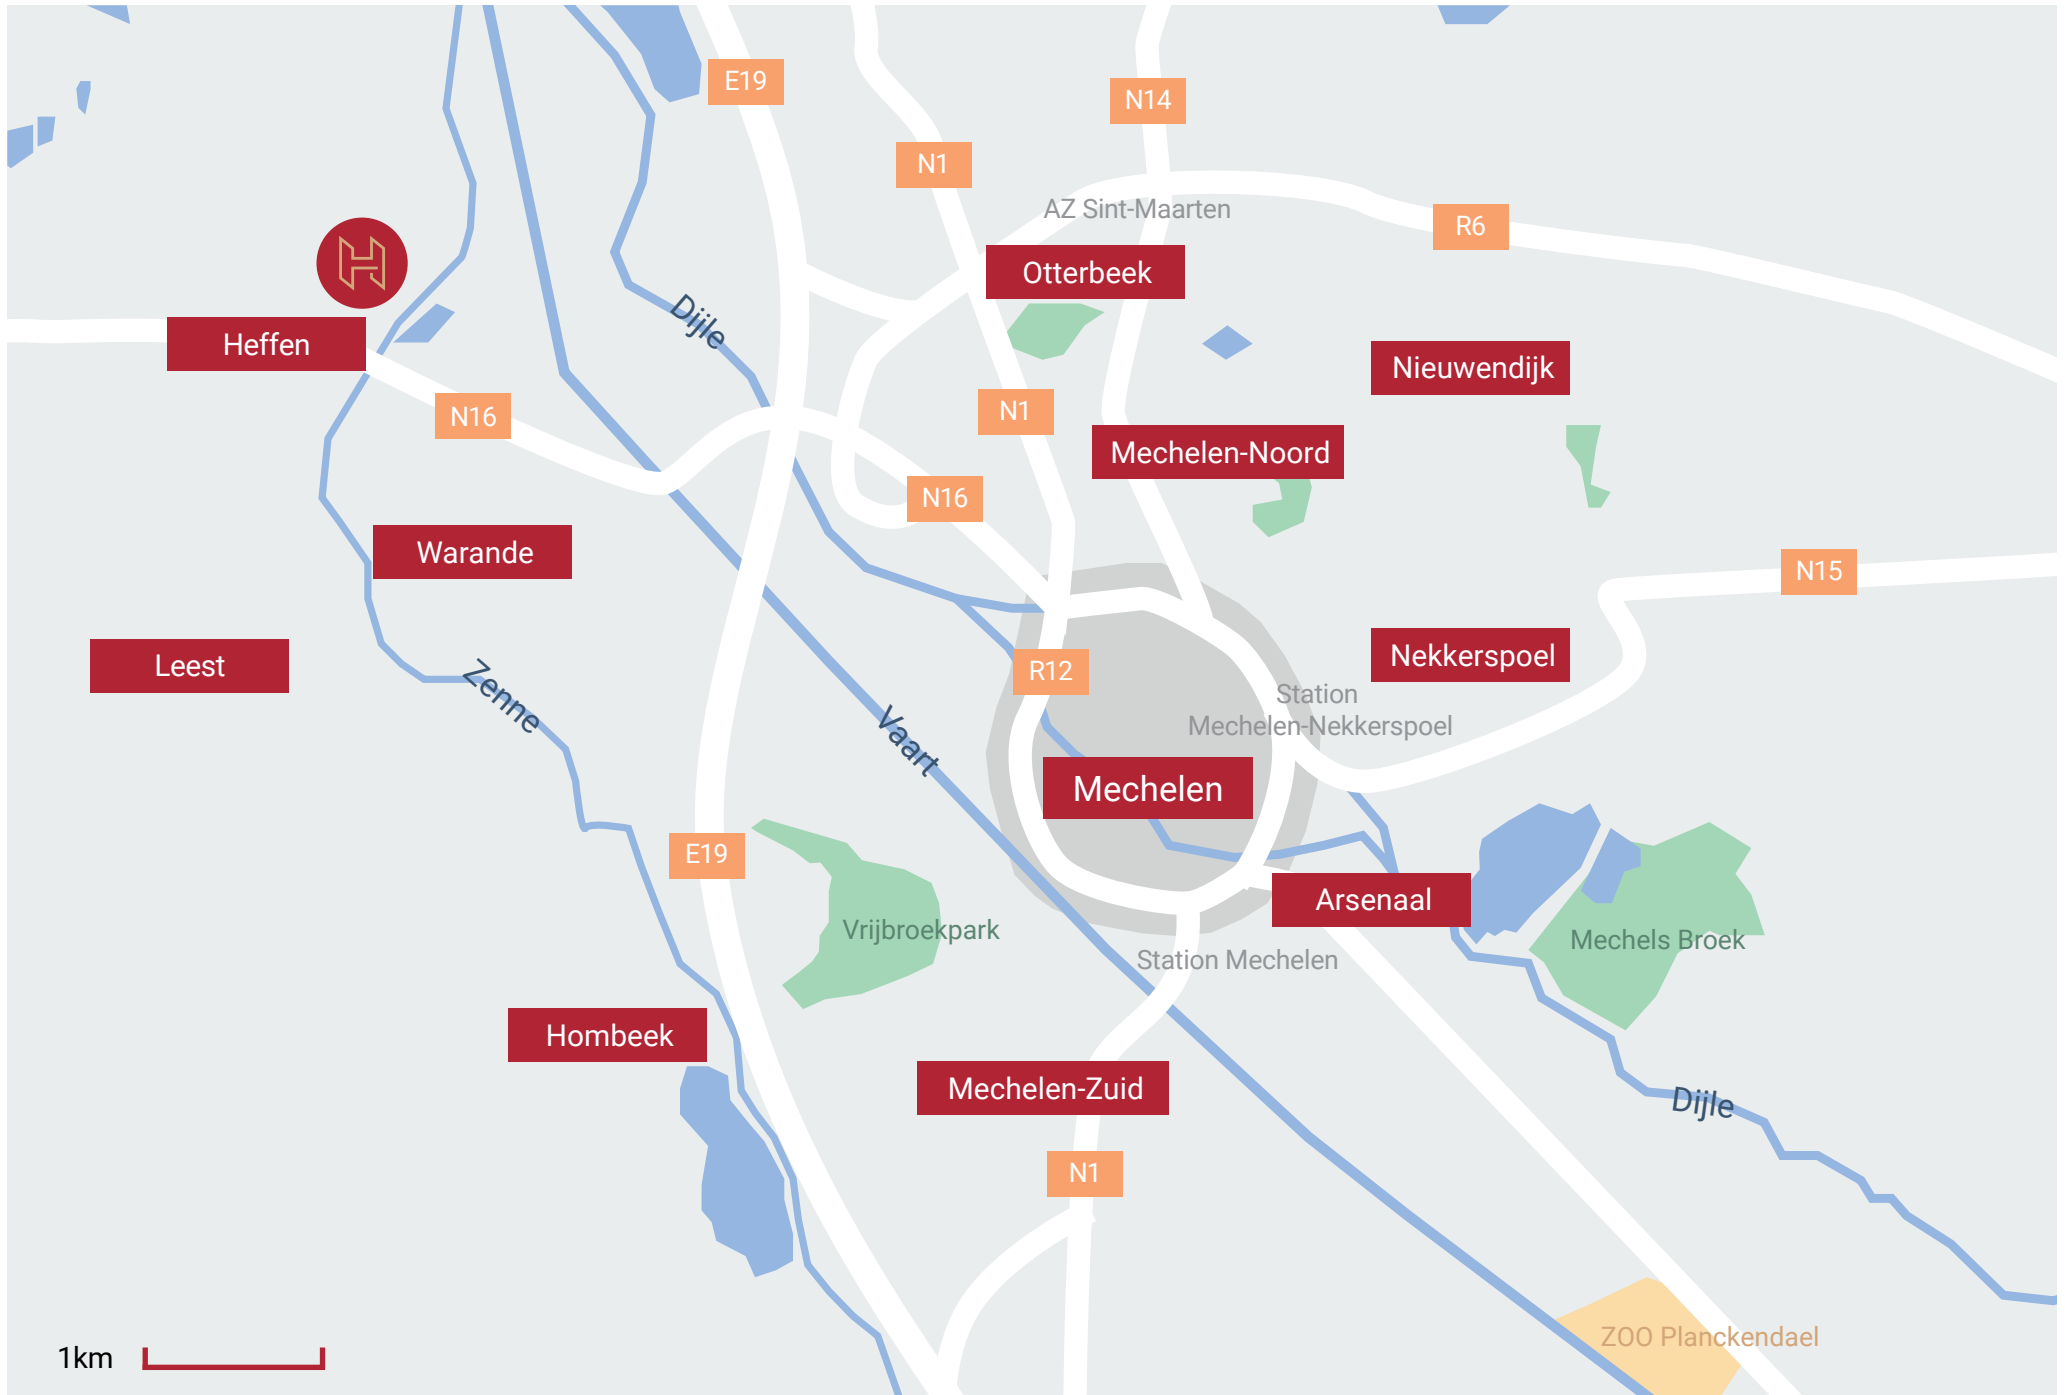 E19
N14
N1
AZ Sint-Maarten
R6
Otterbeek
H
Dijle
Heffen
Nieuwendijk
N16
N1
Mechelen-Noord
N16
Warande
N15
Leest
Zenne
R12
Nekkerspoel
Station
Mechelen-Nekkerspoel
Vaart
Mechelen
E19
Arsenaal
Vrijbroekpark
Mechels Broek
Station Mechelen
Hombeek
Mechelen-Zuid
Dijle
N1
ZOO Planckendael
1km